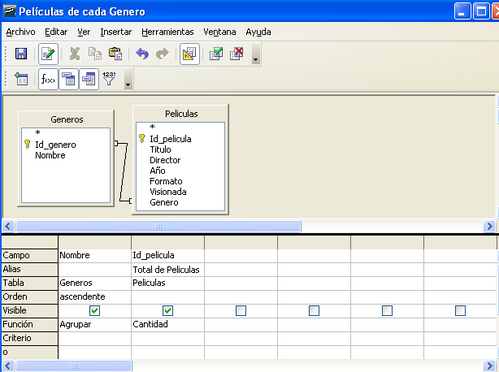 Películas de cada Genero
Archivo Editar Ver Insertar Herramientas Ventana Ayuda
f(x) 123!
Generos
*
Id_genero
Nombre
Peliculas
*
Id_pelicula
Título
Director
Año
Formato
Visionada
Genero
Campo Nombre Id_pelicula
Alias Total de Peliculas
Tabla Generos Peliculas
Orden ascendente
Visible
Función Agrupar Cantidad
Criterio
o